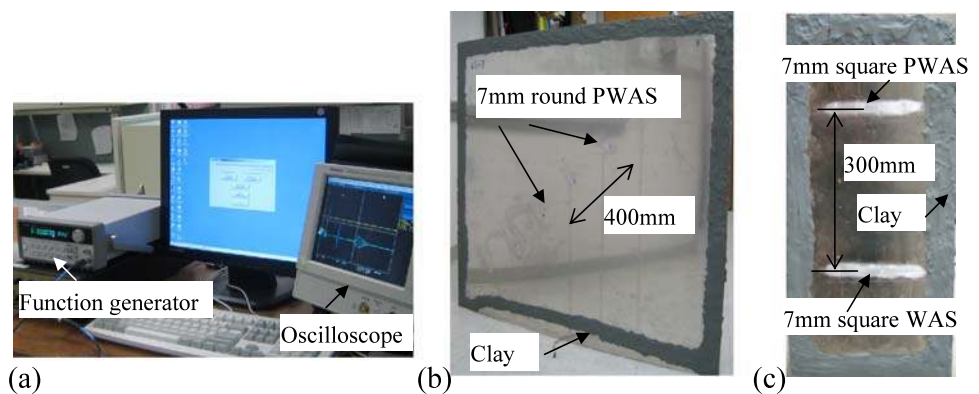 Function generator
Oscilloscope
(a)
7mm round PWAS
400mm
Clay
(b)
7mm square PWAS
300mm
Clay
7mm square WAS
(c)